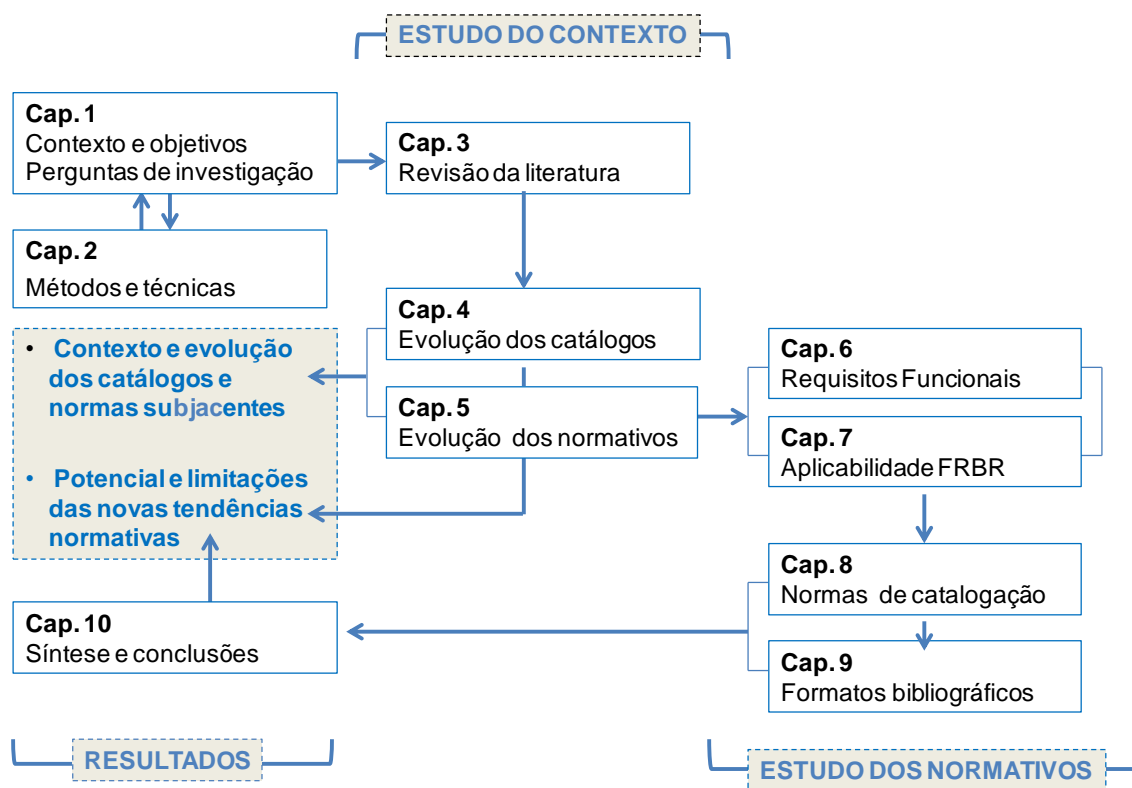 ESTUDO DO CONTEXTO
Cap. 1
Contexto e objetivos
Perguntas de investigação
Cap. 2
Métodos e técnicas
Cap. 3
Revisão da literatura
Cap. 4
Evolução dos catálogos
Cap. 5
Evolução dos normativos
• Contexto e evolução
dos catálogos e
normas subjacentes
• Potencial e limitações
das novas tendências
normativas
Cap. 6
Requisitos Funcionais
Cap. 7
Aplicabilidade FRBR
Cap. 8
Normas de catalogação
Cap. 9
Formatos bibliográficos
Cap. 10
Síntese e conclusões
RESULTADOS
ESTUDO DOS NORMATIVOS